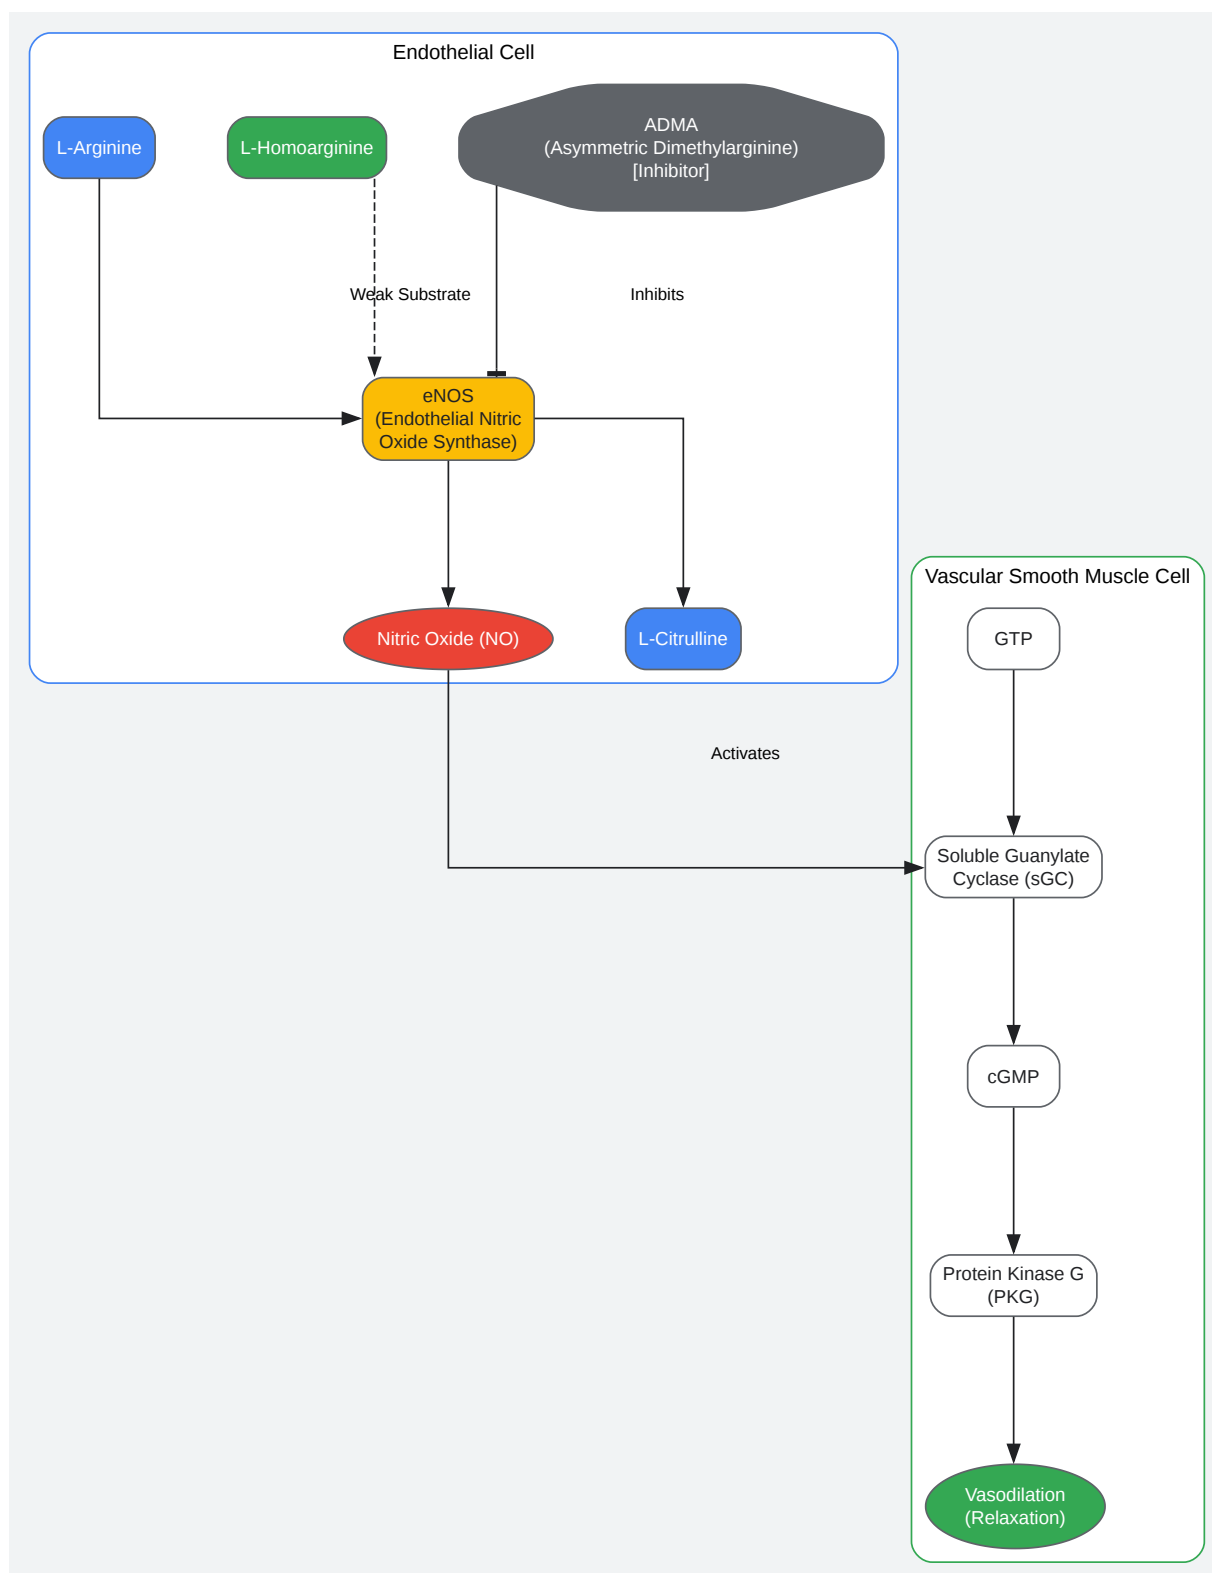 Endothelial Cell
L-Arginine
L-Homoarginine
ADMA
(Asymmetric Dimethylarginine)
[Inhibitor]
Weak Substrate
Inhibits
eNOS
(Endothelial Nitric
Oxide Synthase)
Nitric Oxide (NO)
L-Citrulline
Activates
Vascular Smooth Muscle Cell
GTP
Soluble Guanylate
Cyclase (sGC)
cGMP
Protein Kinase G
(PKG)
Vasodilation
(Relaxation)